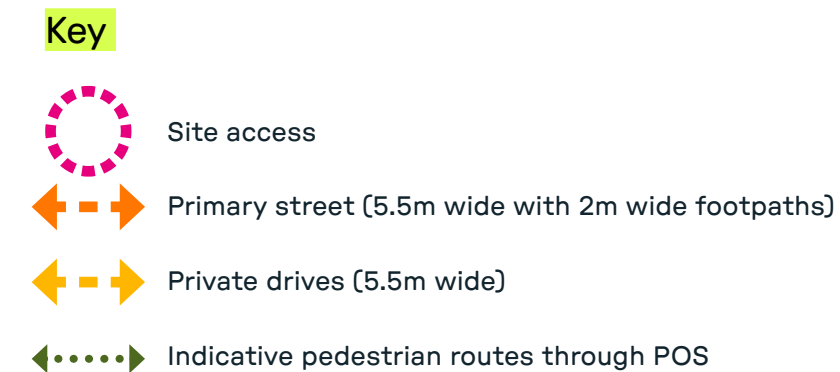 Key
Site access
Primary street (5.5m wide with 2m wide footpaths)
Private drives (5.5m wide)
Indicative pedestrian routes through POS